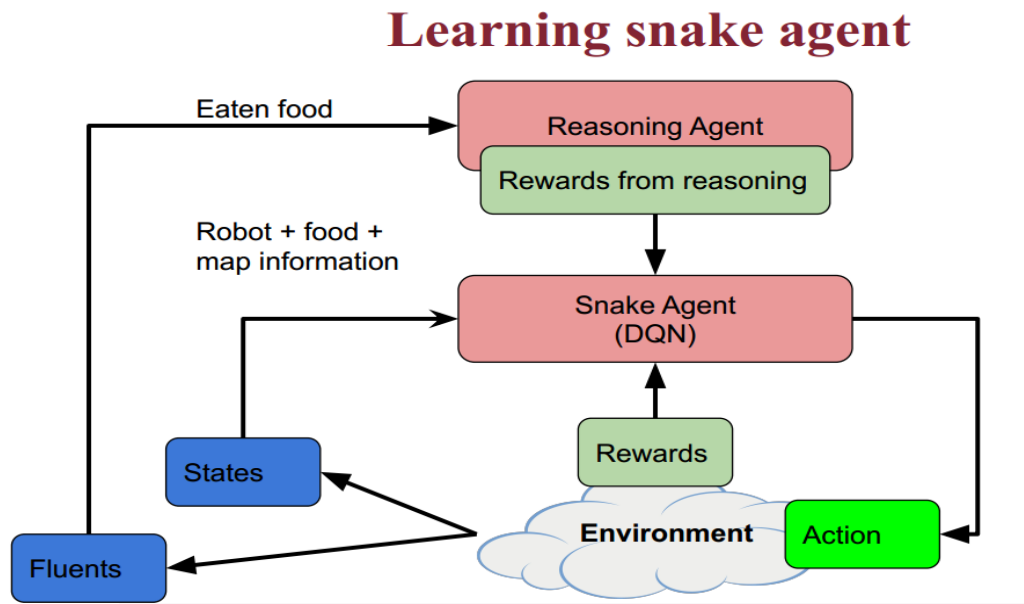 Learning snake agent
Eaten food
Reasoning Agent
Rewards from reasoning
Robot + food +
map information
Snake Agent
(DQN)
States
Rewards
Environment
Action
Fluents